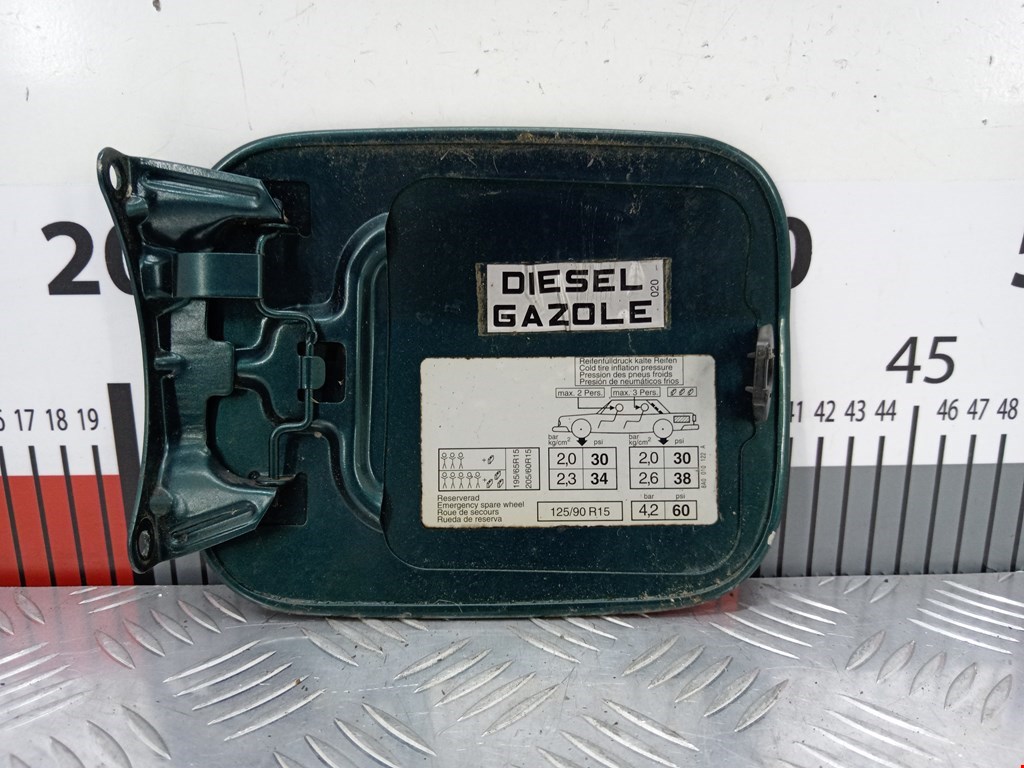 DIESEL
GAZOLE
020
Reifenfülldruck kalte Reifen
Cold tire inflation pressure
Pression des pneus froids
Presión de neumáticos frios
max. 2 Pers. max. 3 Pers.
bar kg/cm² psi bar kg/cm² psi
195/65R15
205/60R15
2,0 30 2,0 30
2,3 34 2,6 38
Reserverad
Emergency spare wheel
Roue de secours
Rueda de reserva
125/90 R15
bar psi
4,2 60
20
45
17 18 19
41 42 43 44 46 47 48